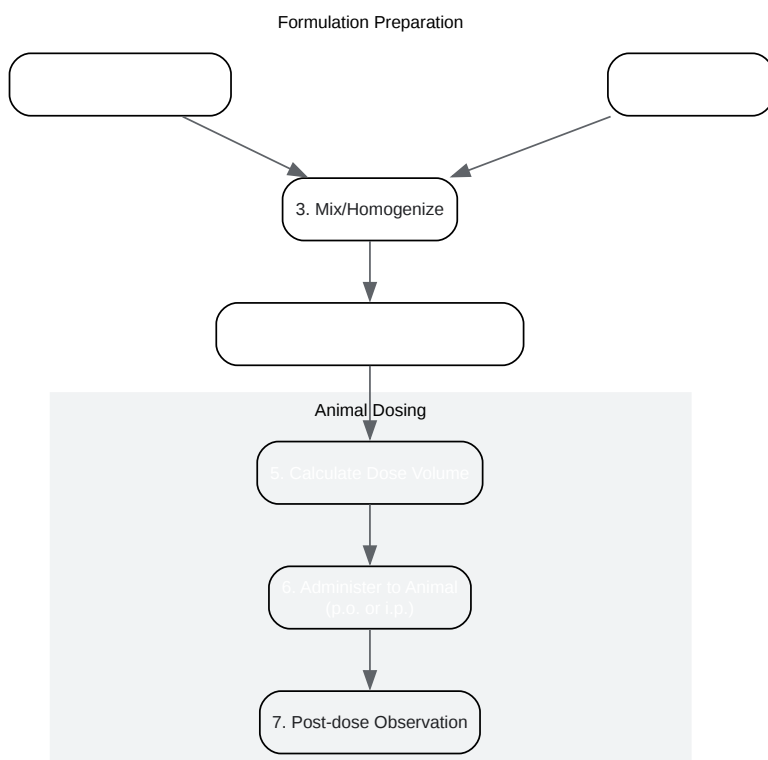 Formulation Preparation
3. Mix/Homogenize
Animal Dosing
5. Calculate Dose Volume
6. Administer to Animal
(p.o. or i.p.)
7. Post-dose Observation